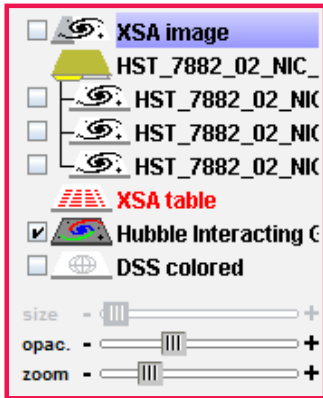 XSA image
HST_7882_02_NIC_
HST_7882_02_NIC
HST_7882_02_NIC
HST_7882_02_NIC
XSA table
Hubble Interacting G
DSS colored
size - +
opac. - +
zoom - +